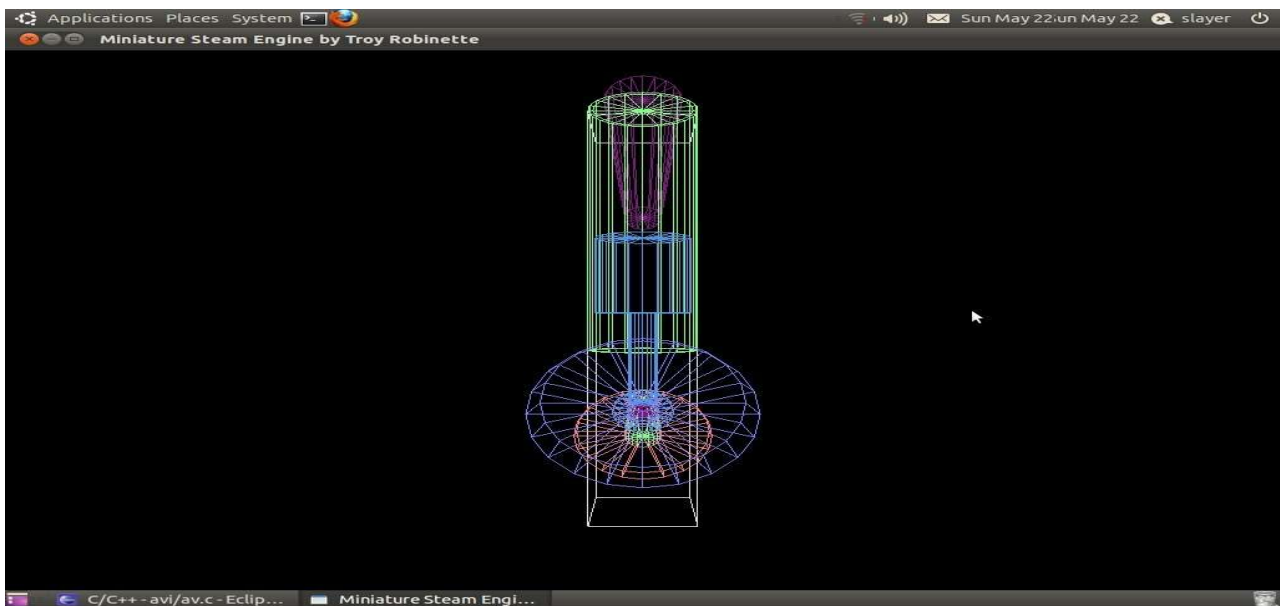 Applications Places System Sun May 22 un May 22 slayer
Miniature Steam Engine by Troy Robinette
C/C++ - avi/av.c - Eclip... Miniature Steam Engi...